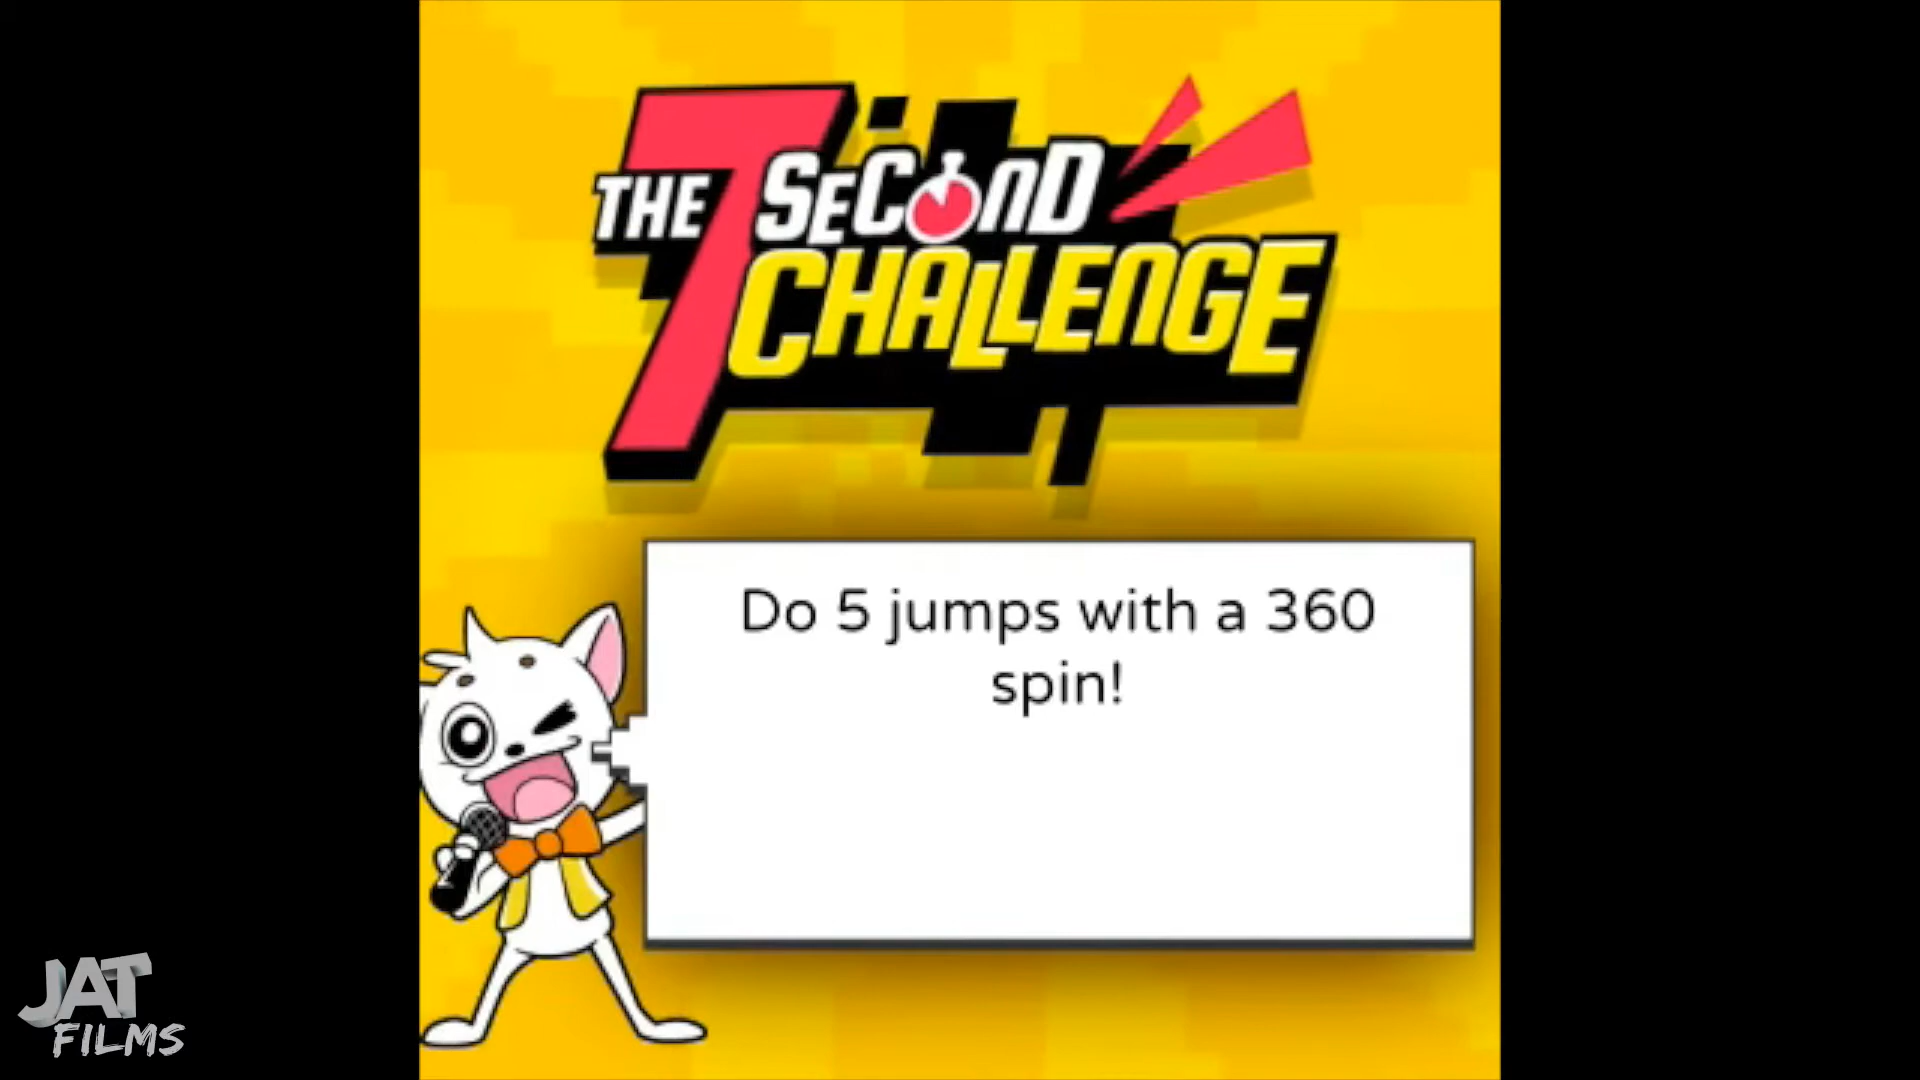 THE 7 SECOND
CHALLENGE
Do 5 jumps with a 360
spin!
JAT
FILMS